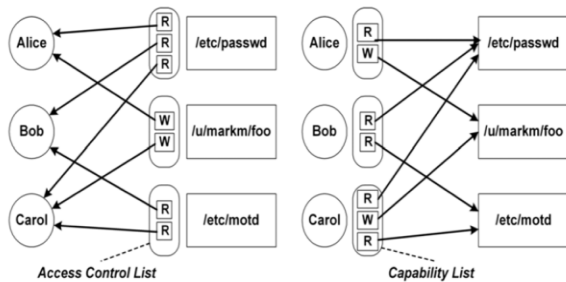 Alice
R
R
R
/etc/passwd
Bob
W
W
/u/markm/foo
Carol
R
R
/etc/motd
Access Control List
Alice
R
W
/etc/passwd
Bob
R
R
/u/markm/foo
Carol
R
W
R
/etc/motd
Capability List